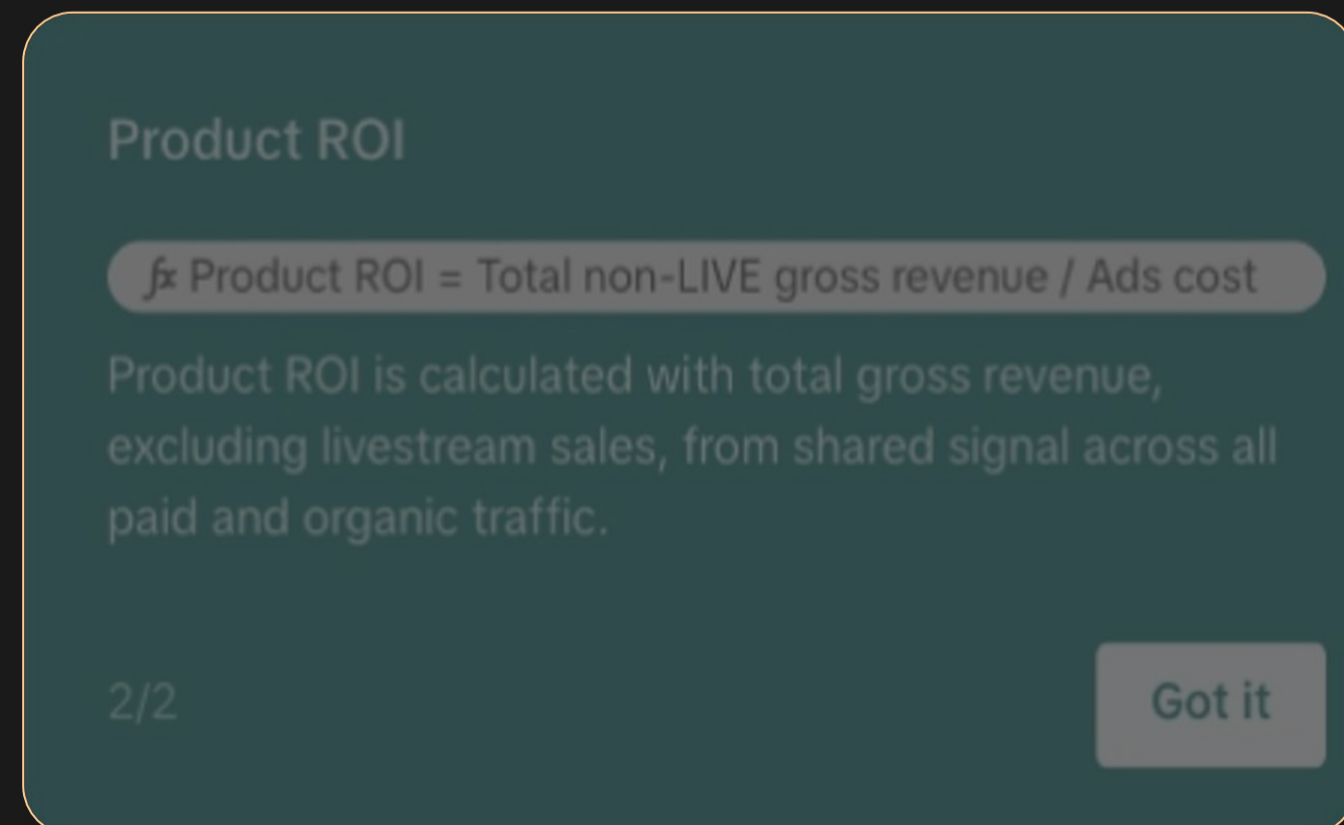 Product ROI
fx Product ROI = Total non-LIVE gross revenue / Ads cost
Product ROI is calculated with total gross revenue,
excluding livestream sales, from shared signal across all
paid and organic traffic.
2/2
Got it